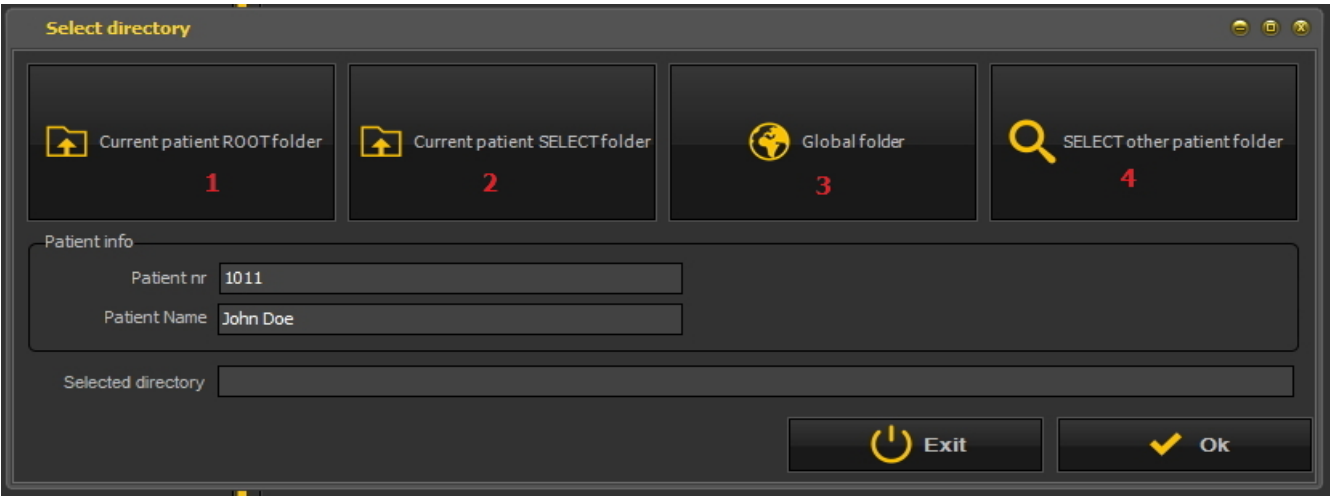 Select directory
Current patient ROOT folder
1
Current patient SELECT folder
2
Global folder
3
SELECT other patient folder
4
Patient info
Patient nr 1011
Patient Name John Doe
Selected directory
Exit
Ok